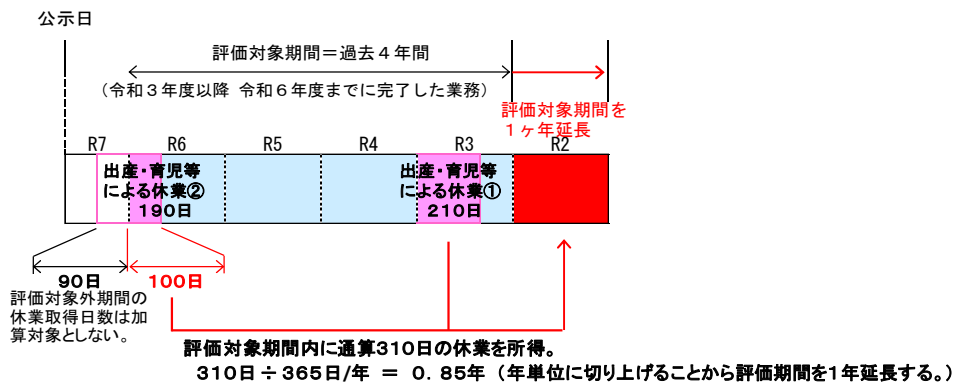 公示日
評価対象期間＝過去４年間
（令和３年度以降 令和６年度までに完了した業務）
評価対象期間を
１ヶ年延長
R7 R6 R5 R4 R3 R2
出産・育児等
による休業②
１９０日
出産・育児等
による休業①
２１０日
９０日
１００日
評価対象外期間の
休業取得日数は加
算対象としない。
評価対象期間内に通算３１０日の休業を所得。
３１０日÷３６５日/年 ＝ ０．８５年（年単位に切り上げることから評価期間を１年延長する。）